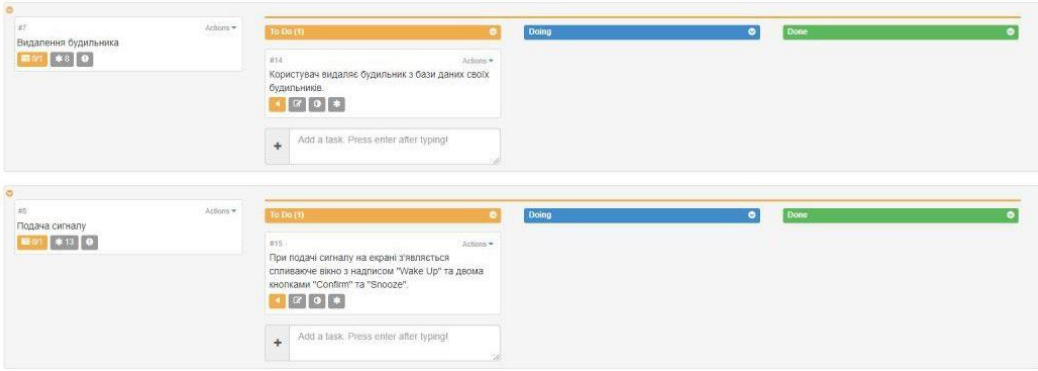 #7
Actions
Видалення будильника
0/1
8
To Do (1)
Doing
Done
#14
Actions
Користувач видаляє будильник з бази даних своїх
будильників.
Add a task. Press enter after typing!
Actions
Подача сигналу
0/1
13
To Do (1)
Doing
Done
#15
Actions
При подачі сигналу на екрані з'являється
спливаюче вікно з надписом "Wake Up" та двома
кнопками "Confirm" та "Snooze".
Add a task. Press enter after typing!